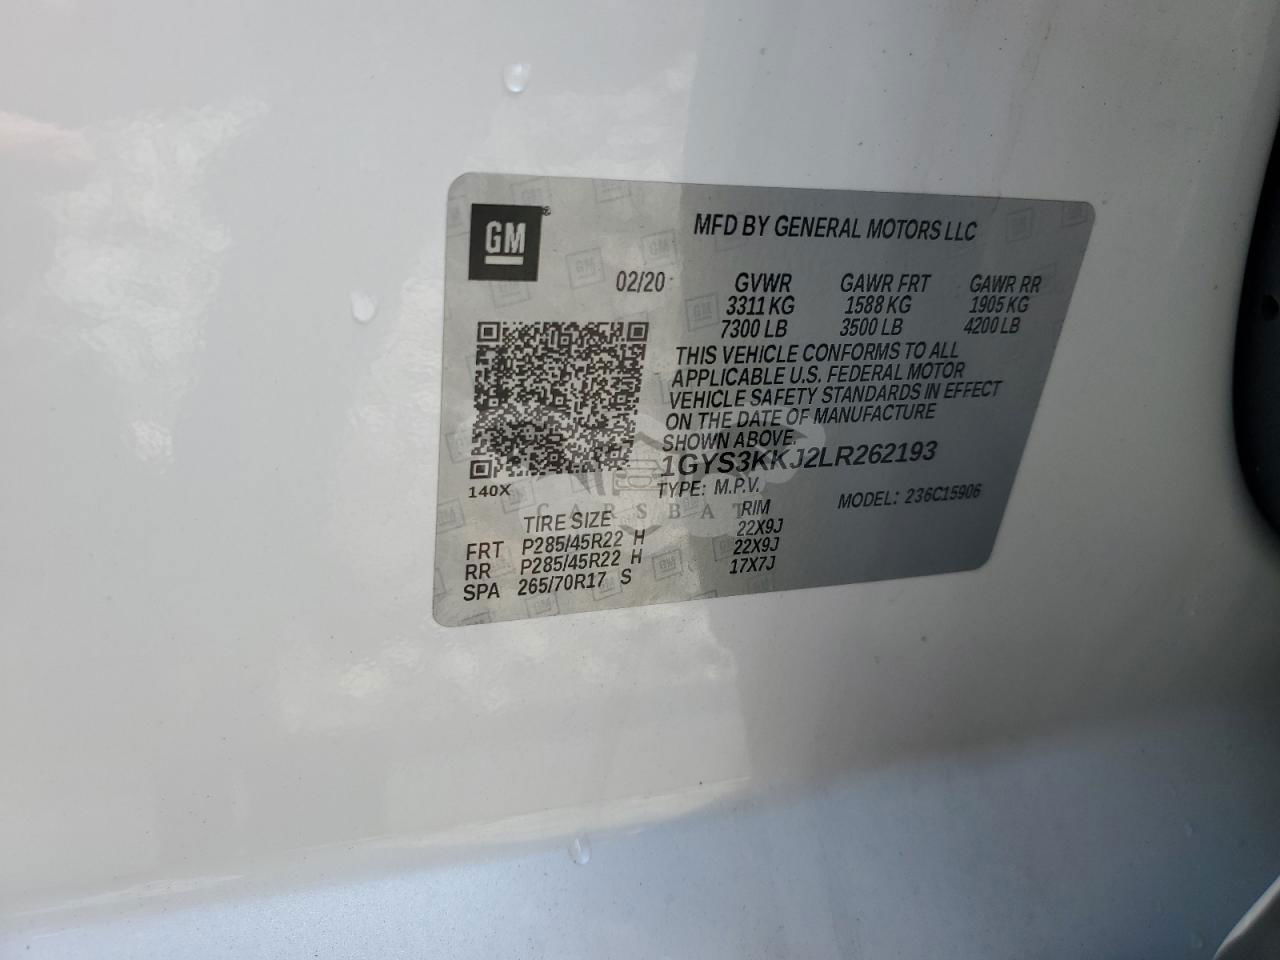 GM
MFD BY GENERAL MOTORS LLC
02/20 GVWR GAWR FRT GAWR RR
3311 KG 1588 KG 1905 KG
7300 LB 3500 LB 4200 LB
THIS VEHICLE CONFORMS TO ALL
APPLICABLE U.S. FEDERAL MOTOR
VEHICLE SAFETY STANDARDS IN EFFECT
ON THE DATE OF MANUFACTURE
SHOWN ABOVE.
1GYS3KKJ2LR262193
140X
TYPE: M.P.V. MODEL: 236C15906
CARSBAT
TIRE SIZE RIM
FRT P285/45R22 H 22X9J
RR P285/45R22 H 22X9J
SPA 265/70R17 S 17X7J